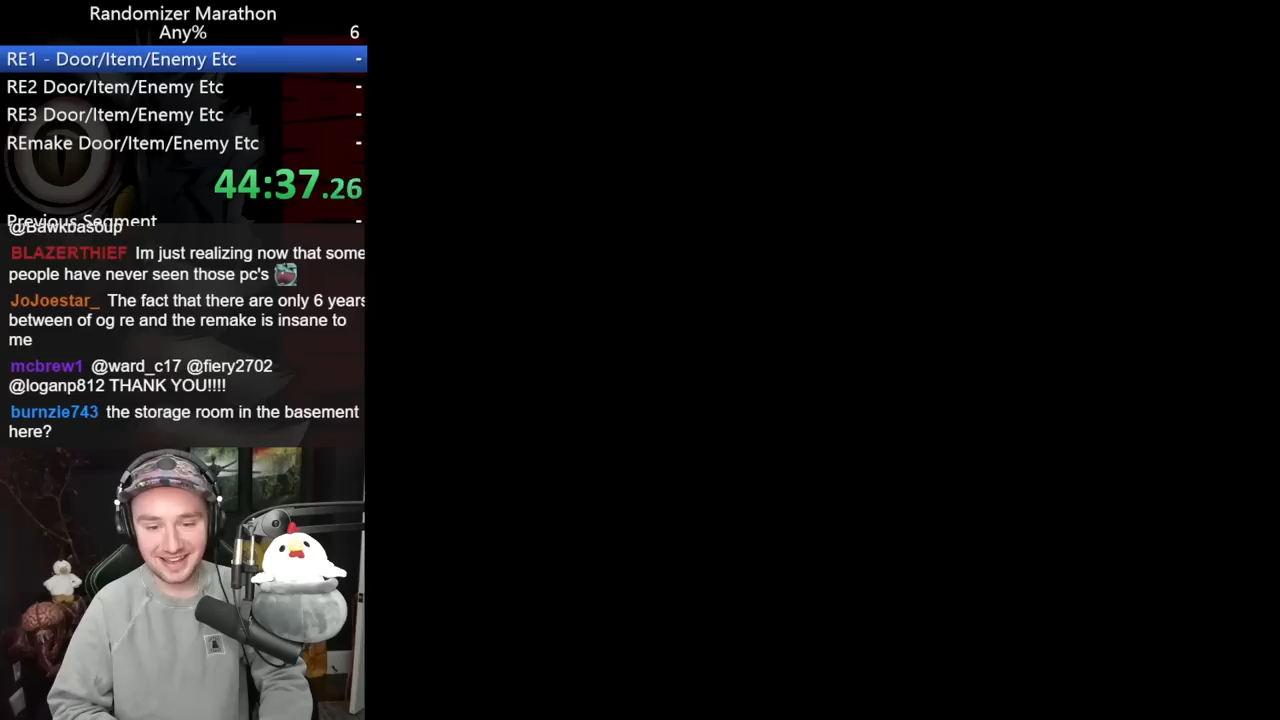 Randomizer Marathon
Any% 6
RE1 - Door/Item/Enemy Etc -
RE2 Door/Item/Enemy Etc -
RE3 Door/Item/Enemy Etc -
REmake Door/Item/Enemy Etc -
44:37.26
Previous Segment -
@Bawkbasoup
BLAZERTHIEF Im just realizing now that some
people have never seen those pc's
JoJoestar_ The fact that there are only 6 years
between of og re and the remake is insane to
me
mcbrew1 @ward_c17 @fiery2702
@loganp812 THANK YOU!!!!
burnzie743 the storage room in the basement
here?